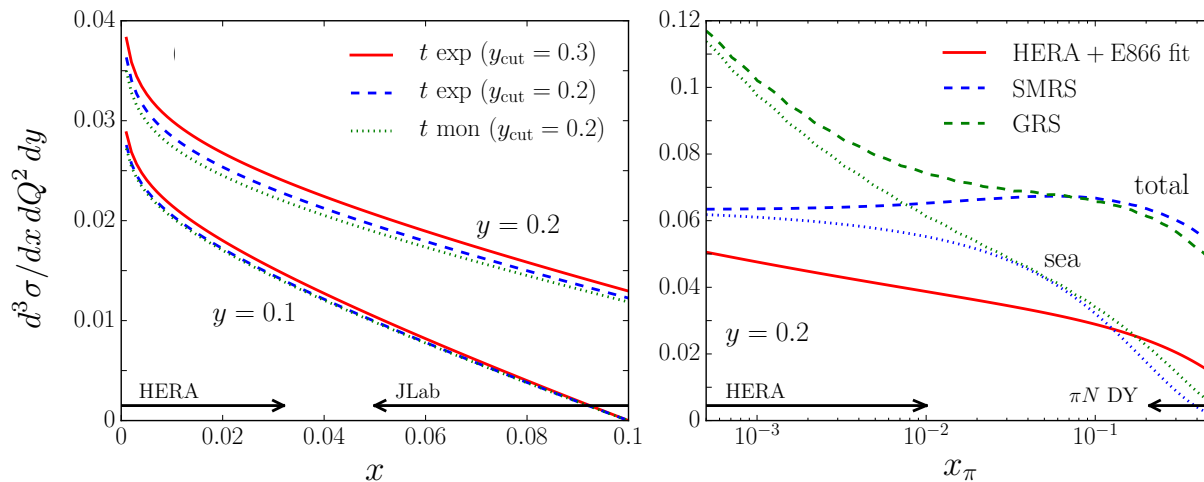 d³σ/dx dQ² dy
0.04
0.03
0.02
0.01
0
(
t exp (y_cut = 0.3)
t exp (y_cut = 0.2)
t mon (y_cut = 0.2)
y = 0.2
y = 0.1
HERA
JLab
0 0.02 0.04 0.06 0.08 0.1
x
0.12
0.1
0.08
0.06
0.04
0.02
0
HERA + E866 fit
SMRS
GRS
total
sea
y = 0.2
HERA
πN DY
10⁻³ 10⁻² 10⁻¹
x_π